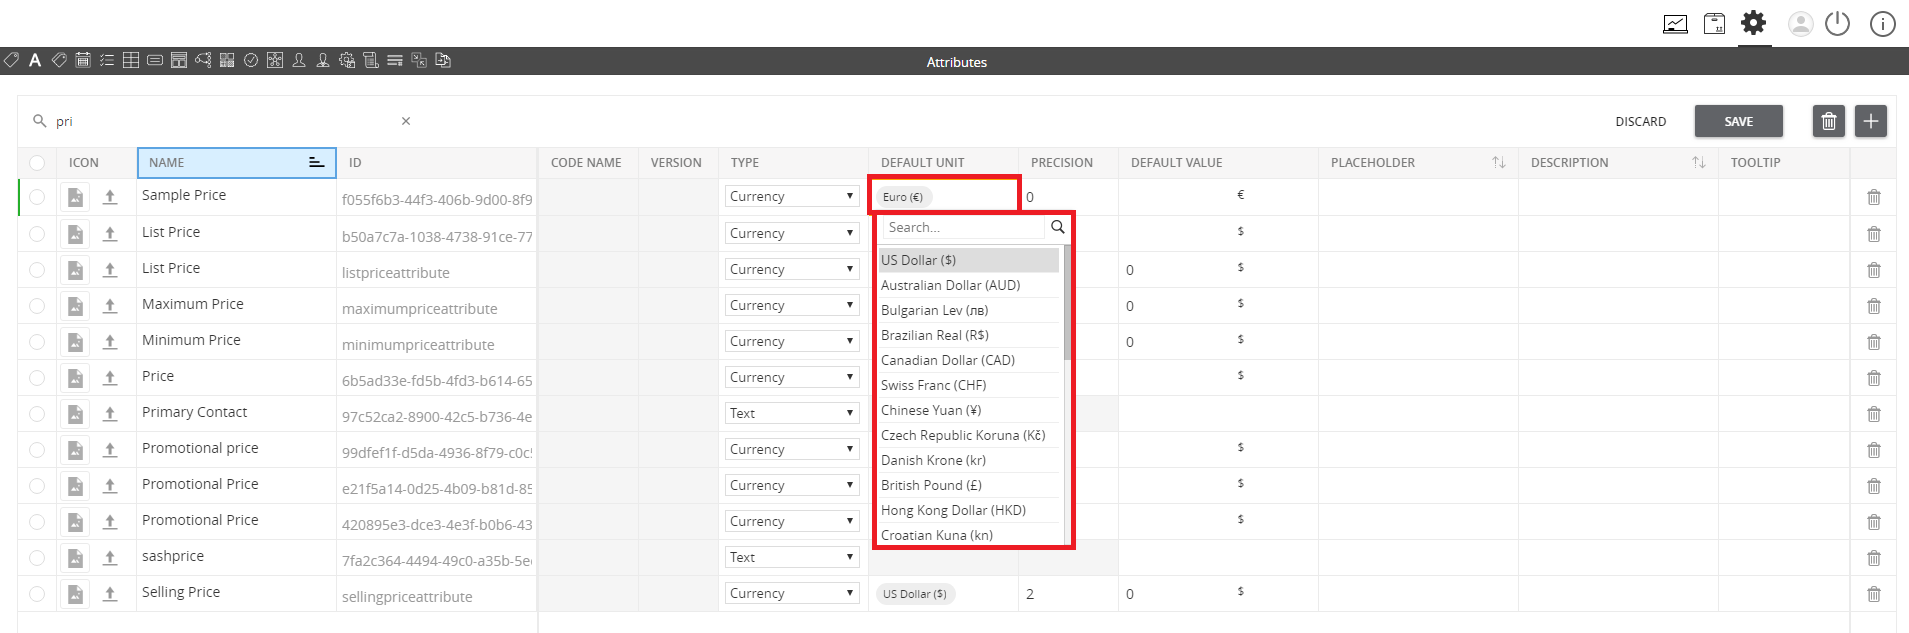 Attributes
pri
DISCARD SAVE
ICON NAME ID CODE NAME VERSION TYPE DEFAULT UNIT PRECISION DEFAULT VALUE PLACEHOLDER DESCRIPTION TOOLTIP
Sample Price f055f6b3-44f3-406b-9d00-8f9 Currency Euro (€) 0 €
List Price b50a7c7a-1038-4738-91ce-77 Currency Search... $
List Price listpriceattribute Currency US Dollar ($) 0 $
Australian Dollar (AUD)
Maximum Price maximumpriceattribute Currency Bulgarian Lev (лв) 0 $
Minimum Price minimumpriceattribute Currency Brazilian Real (R$) 0 $
Canadian Dollar (CAD)
Price 6b5ad33e-fd5b-4fd3-b614-65 Currency Swiss Franc (CHF) $
Primary Contact 97c52ca2-8900-42c5-b736-4e Text Chinese Yuan (¥)
Czech Republic Koruna (Kč)
Promotional price 99dfef1f-d5da-4936-8f79-c0c Currency Danish Krone (kr) $
Promotional Price e21f5a14-0d25-4b09-b81d-85 Currency British Pound (£) $
Promotional Price 420895e3-dce3-4e3f-b0b6-43 Currency Hong Kong Dollar (HKD) $
Croatian Kuna (kn)
sashprice 7fa2c364-4494-49c0-a35b-5e Text
Selling Price sellingpriceattribute Currency US Dollar ($) 2 0 $